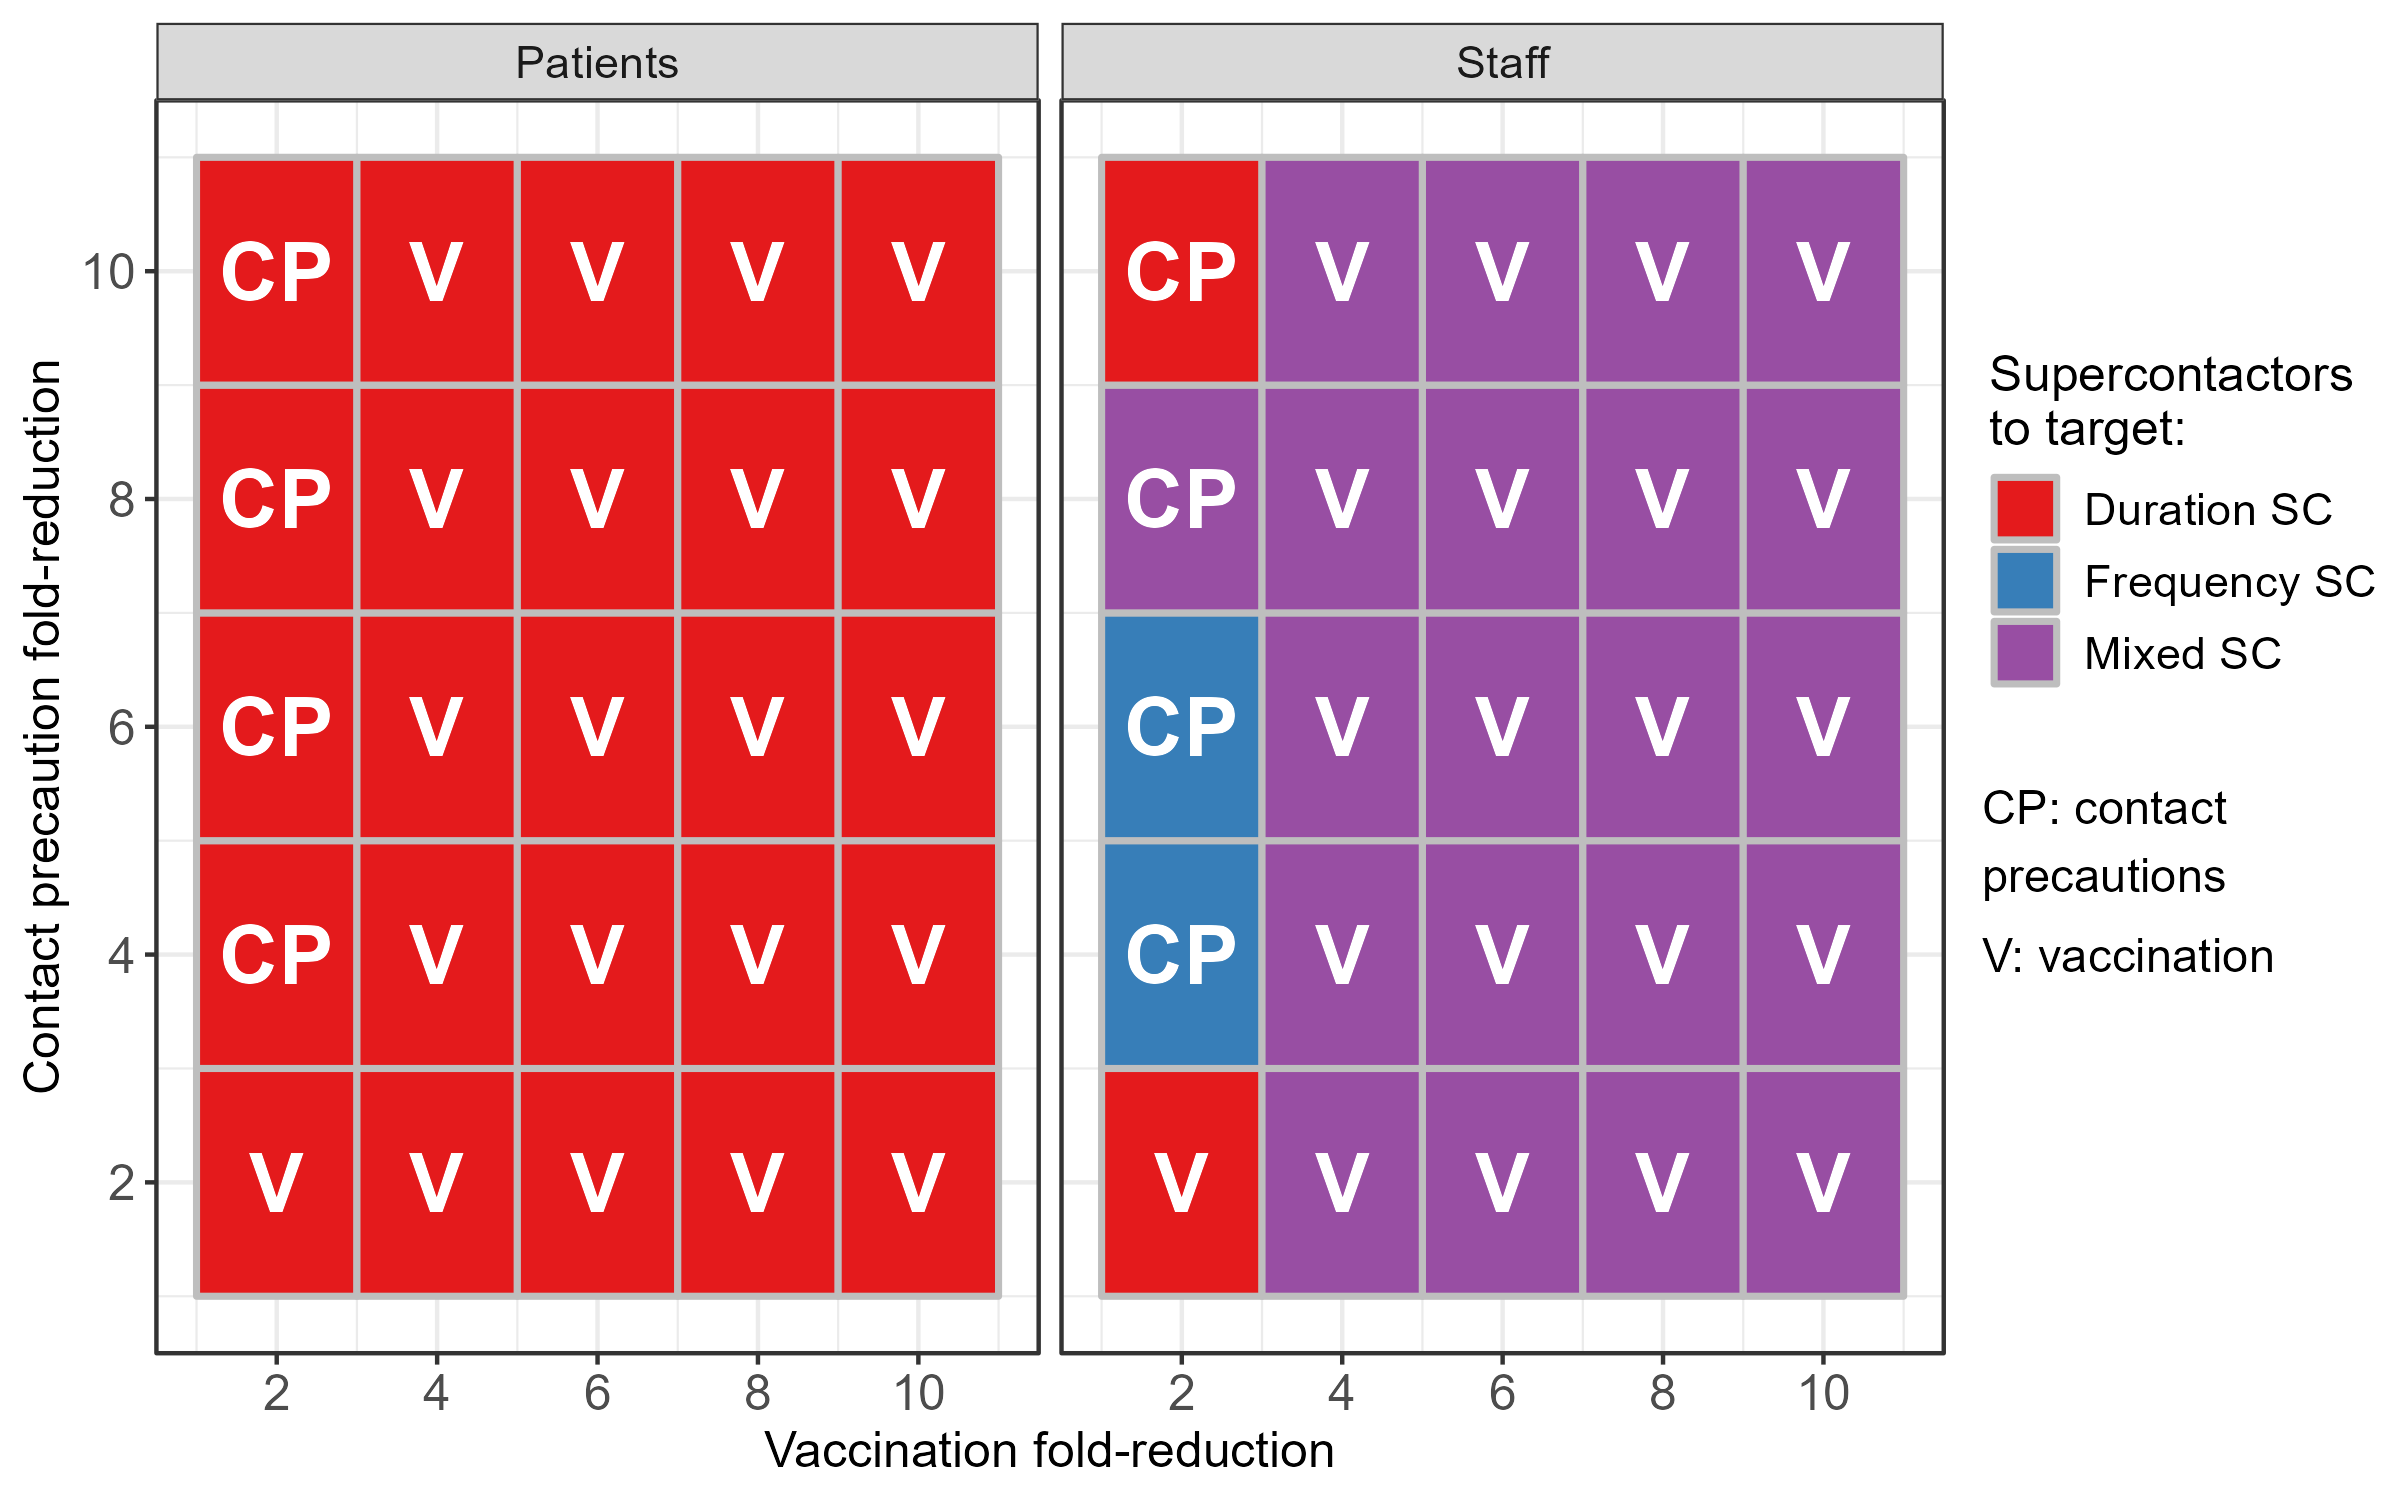 Patients Staff
10 CP V V V V CP V V V V
8 CP V V V V CP V V V V
6 CP V V V V CP V V V V
4 CP V V V V CP V V V V
2 V V V V V V V V V V
2 4 6 8 10 2 4 6 8 10
Contact precaution fold-reduction
Vaccination fold-reduction
Supercontactors
to target:
Duration SC
Frequency SC
Mixed SC
CP: contact
precautions
V: vaccination